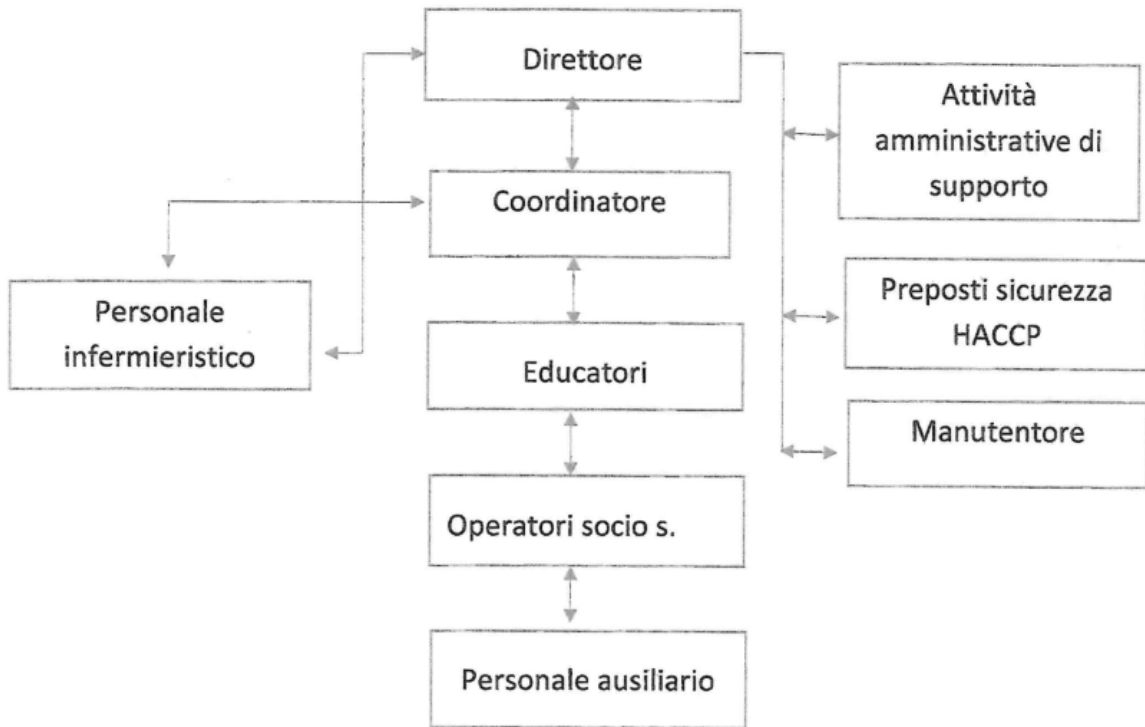 Direttore
Attività
amministrative di
supporto
Coordinatore
Personale
infermieristico
Preposti sicurezza
HACCP
Educatori
Manutentore
Operatori socio s.
Personale ausiliario